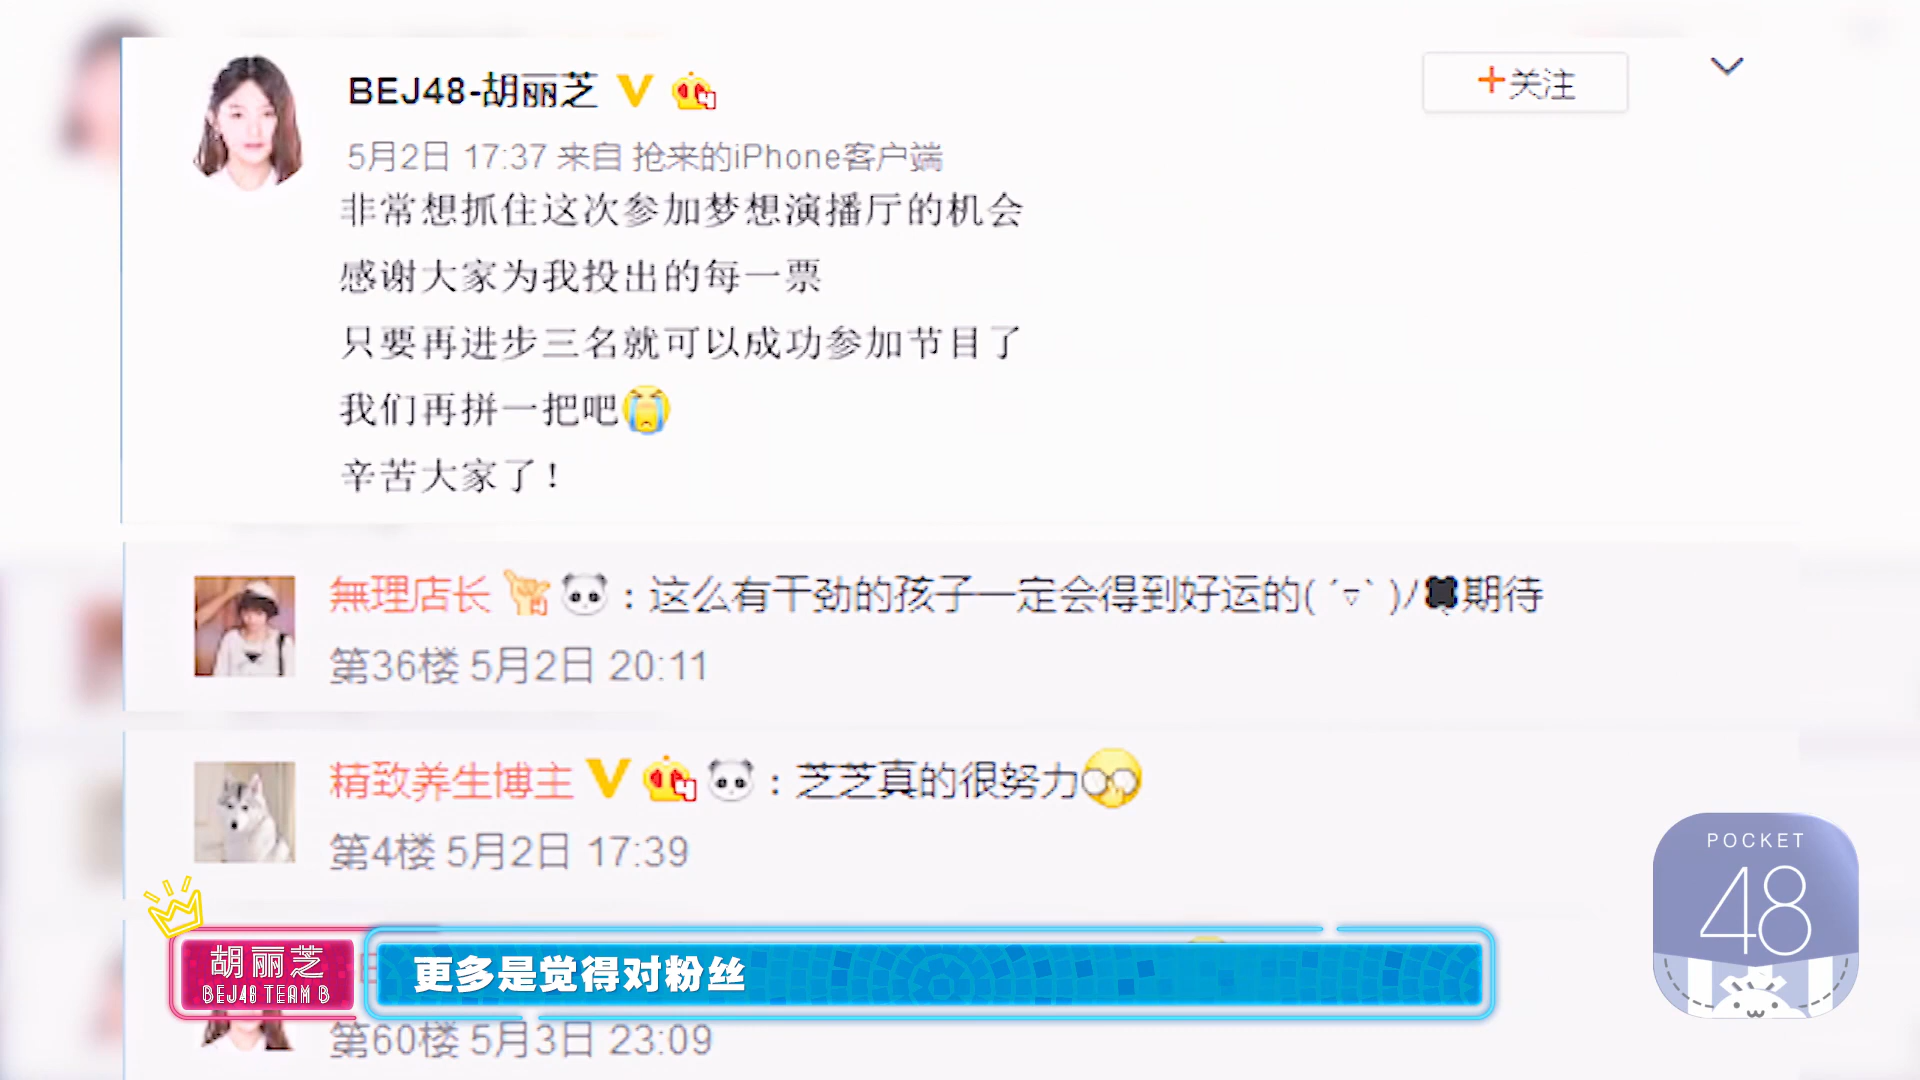 BEJ48-胡丽芝
+关注
5月2日 17:37 来自 抢来的iPhone客户端
非常想抓住这次参加梦想演播厅的机会
感谢大家为我投出的每一票
只要再进步三名就可以成功参加节目了
我们再拼一把吧😭
辛苦大家了!
無理店长:这么有干劲的孩子一定会得到好运的( ´▿` )/🍀期待
第36楼 5月2日 20:11
精致养生博主:芝芝真的很努力
第4楼 5月2日 17:39
胡丽芝
BEJ48 TEAM B
更多是觉得对粉丝
第60楼 5月3日 23:09
POCKET
48